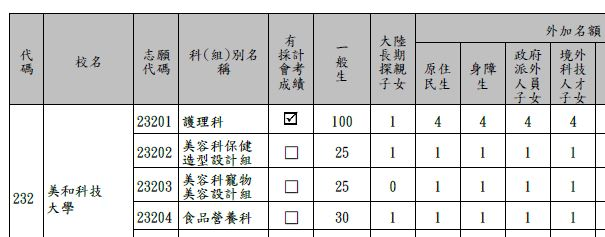 外加名額
代碼 校名 志願代碼 科(組)別名稱 有採計會考成績 一般生 大陸長期探親子女 原住民生 身障生 政府派外人員子女 境外科技人才子女
232 美和科技大學
23201 護理科 ☑ 100 1 4 4 4 4
23202 美容科保健造型設計組 □ 25 1 1 1 1 1
23203 美容科寵物美容設計組 □ 25 0 1 1 1 1
23204 食品營養科 □ 30 1 1 1 1 1